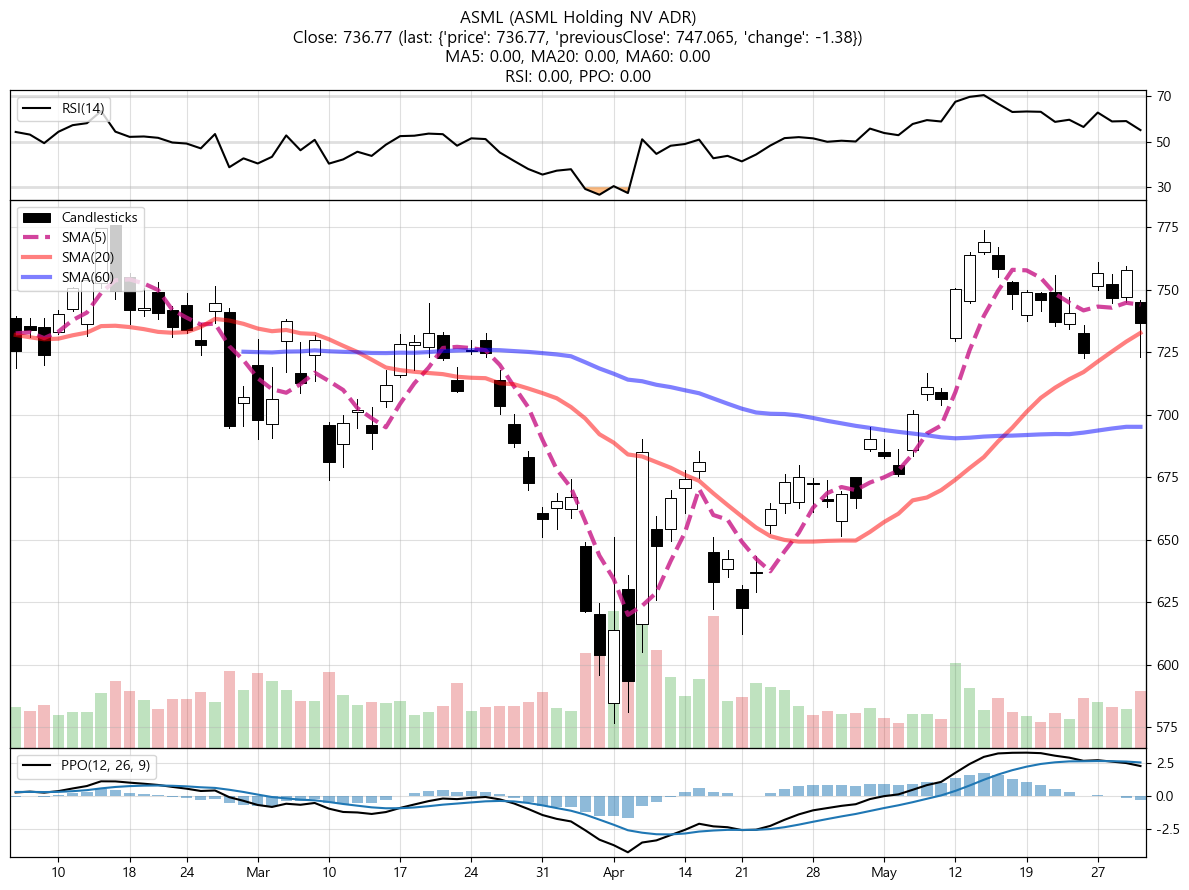 ASML (ASML Holding NV ADR)
Close: 736.77 (last: {'price': 736.77, 'previousClose': 747.065, 'change': -1.38})
MA5: 0.00, MA20: 0.00, MA60: 0.00
RSI: 0.00, PPO: 0.00
RSI(14)
70
50
30
Candlesticks
SMA(5)
SMA(20)
SMA(60)
775
750
725
700
675
650
625
600
575
PPO(12, 26, 9)
2.5
0.0
-2.5
10 18 24 Mar 10 17 24 31 Apr 14 21 28 May 12 19 27